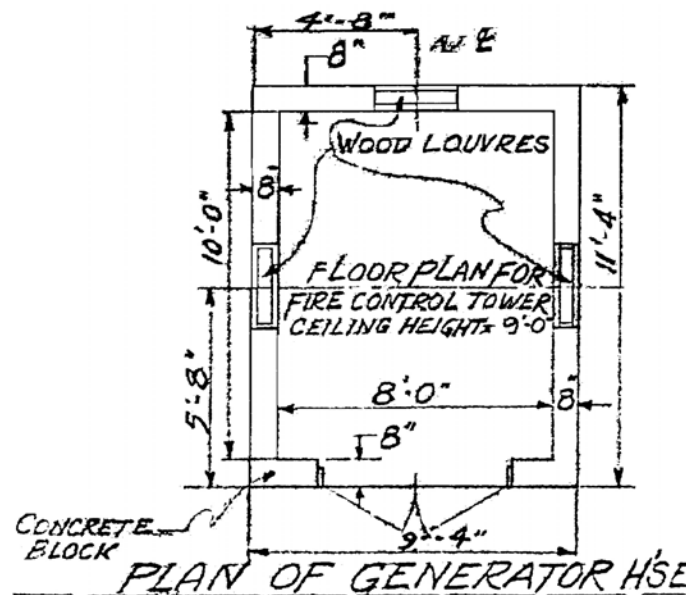 4'-8"
8"
WOOD LOUVRES
8"
10'-0"
11'-4"
FLOOR PLAN FOR
FIRE CONTROL TOWER
CEILING HEIGHT= 9'-0"
5'-8"
8'-0"
8"
8"
CONCRETE
BLOCK
9'-4"
PLAN OF GENERATOR H'SE